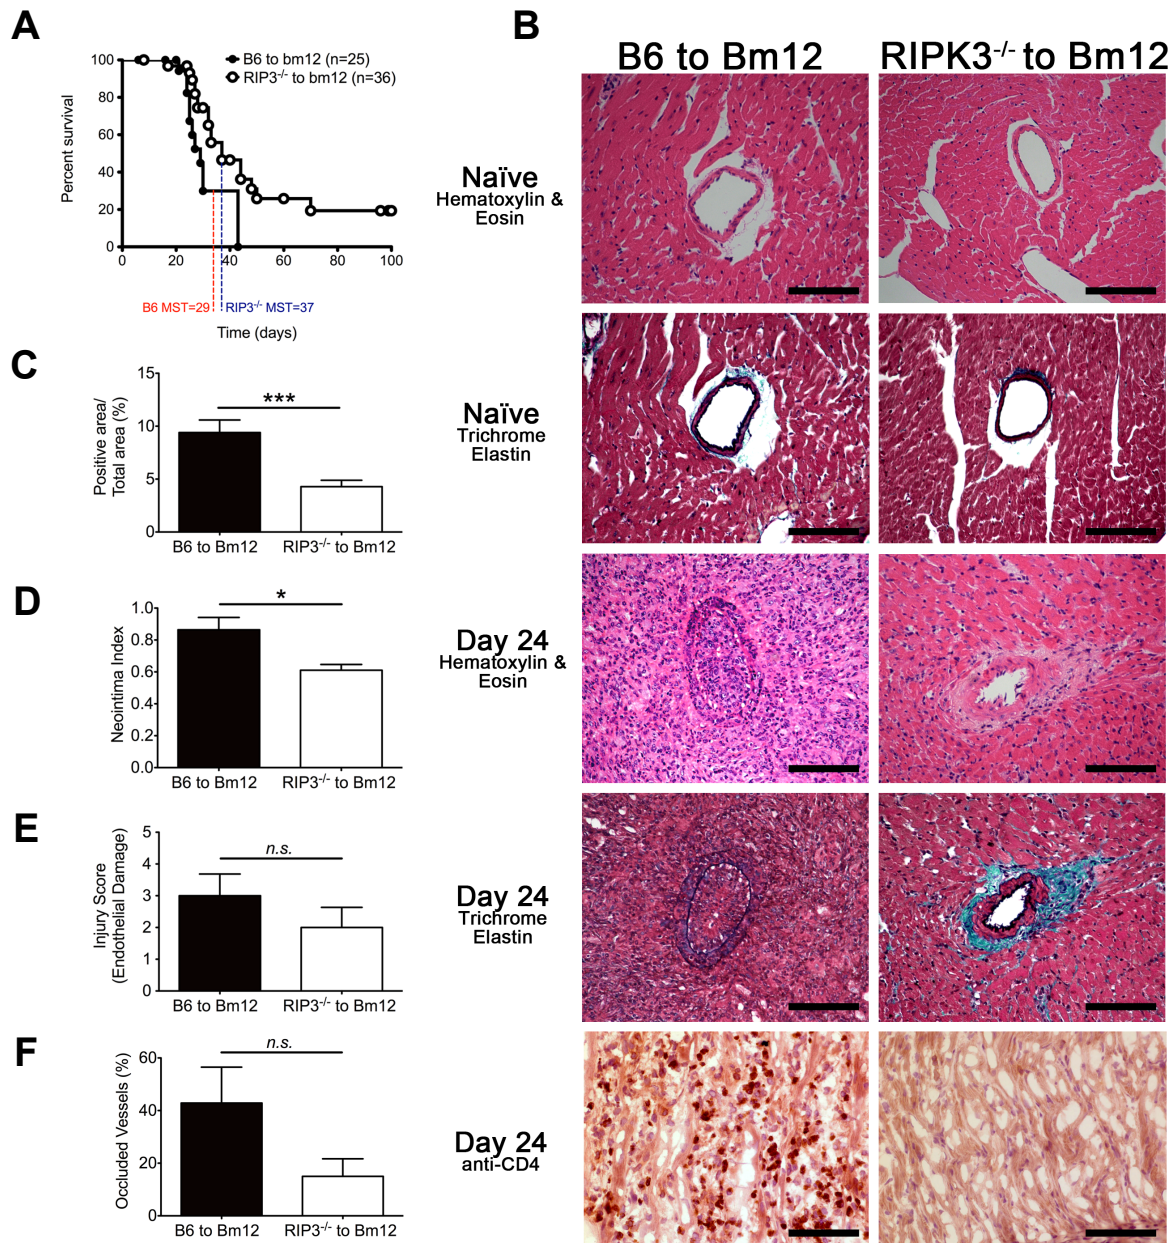 A
B6 to bm12 (n=25)
RIP3-/- to bm12 (n=36)
Percent survival
100
80
60
40
20
0
0 20 40 60 80 100
B6 MST=29
RIP3-/- MST=37
Time (days)
B
B6 to Bm12
RIPK3-/- to Bm12
Naïve
Hematoxylin &
Eosin
Naïve
Trichrome
Elastin
Day 24
Hematoxylin &
Eosin
Day 24
Trichrome
Elastin
Day 24
anti-CD4
C
Positive area/
Total area (%)
15
10
5
0
***
B6 to Bm12
RIP3-/- to Bm12
D
Neointima Index
1.0
0.8
0.6
0.4
0.2
0.0
*
B6 to Bm12
RIP3-/- to Bm12
E
Injury Score
(Endothelial Damage)
5
4
3
2
1
0
n.s.
B6 to Bm12
RIP3-/- to Bm12
F
Occluded Vessels (%)
60
40
20
0
n.s.
B6 to Bm12
RIP3-/- to Bm12